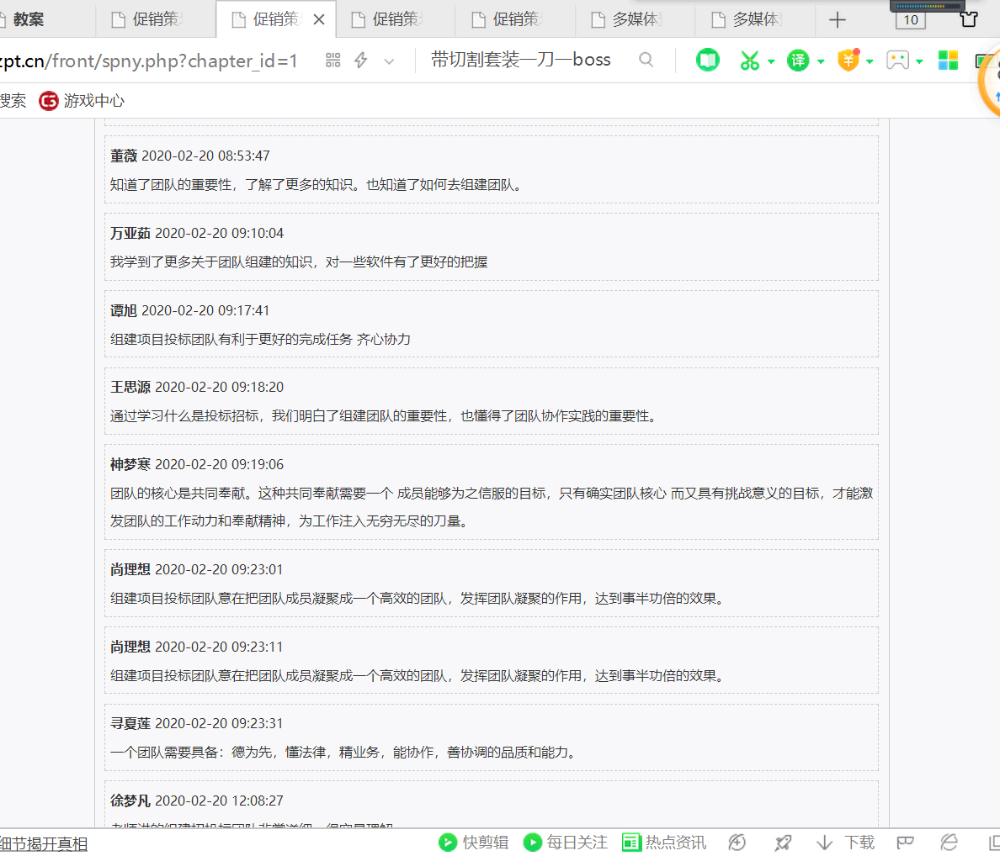 教案
促销策
促销策
促销策
促销策
多媒体
多媒体
10
zpt.cn/front/spny.php?chapter_id=1
带切割套装一刀一boss
译
搜索
游戏中心
董薇 2020-02-20 08:53:47
知道了团队的重要性，了解了更多的知识。也知道了如何去组建团队。
万亚茹 2020-02-20 09:10:04
我学到了更多关于团队组建的知识，对一些软件有了更好的把握
谭旭 2020-02-20 09:17:41
组建项目投标团队有利于更好的完成任务 齐心协力
王思源 2020-02-20 09:18:20
通过学习什么是投标招标，我们明白了组建团队的重要性，也懂得了团队协作实践的重要性。
神梦寒 2020-02-20 09:19:06
团队的核心是共同奉献。这种共同奉献需要一个 成员能够为之信服的目标，只有确实团队核心 而又具有挑战意义的目标，才能激
发团队的工作动力和奉献精神，为工作注入无穷无尽的刀量。
尚理想 2020-02-20 09:23:01
组建项目投标团队意在把团队成员凝聚成一个高效的团队，发挥团队凝聚的作用，达到事半功倍的效果。
尚理想 2020-02-20 09:23:11
组建项目投标团队意在把团队成员凝聚成一个高效的团队，发挥团队凝聚的作用，达到事半功倍的效果。
寻夏莲 2020-02-20 09:23:31
一个团队需要具备：德为先，懂法律，精业务，能协作，善协调的品质和能力。
徐梦凡 2020-02-20 12:08:27
细节揭开真相
快剪辑
每日关注
热点资讯
下载